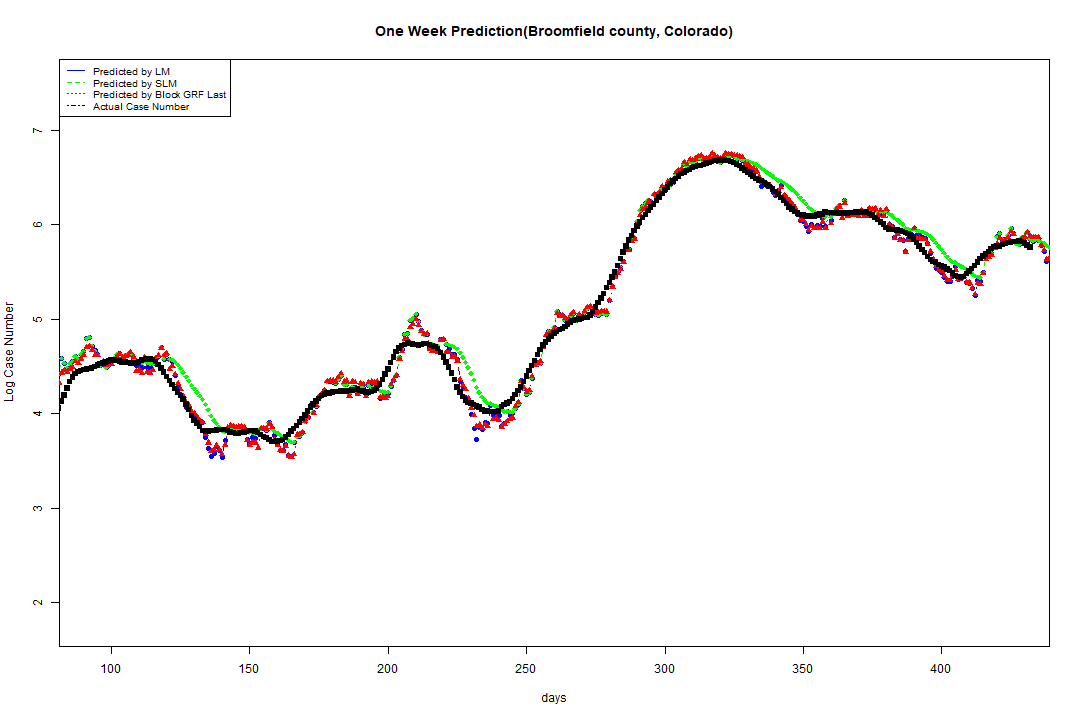 One Week Prediction(Broomfield county, Colorado)
Predicted by LM
Predicted by SLM
Predicted by Block GRF Last
Actual Case Number
7
6
5
4
3
2
Log Case Number
100 150 200 250 300 350 400
days